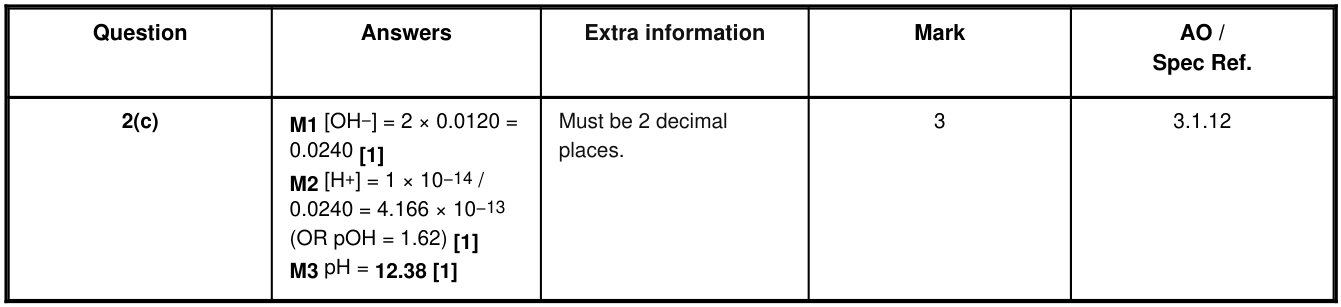 Question Answers Extra information Mark AO /
Spec Ref.
2(c) M1 [OH−] = 2 × 0.0120 = Must be 2 decimal 3 3.1.12
0.0240 [1] places.
M2 [H+] = 1 × 10−14 /
0.0240 = 4.166 × 10−13
(OR pOH = 1.62) [1]
M3 pH = 12.38 [1]